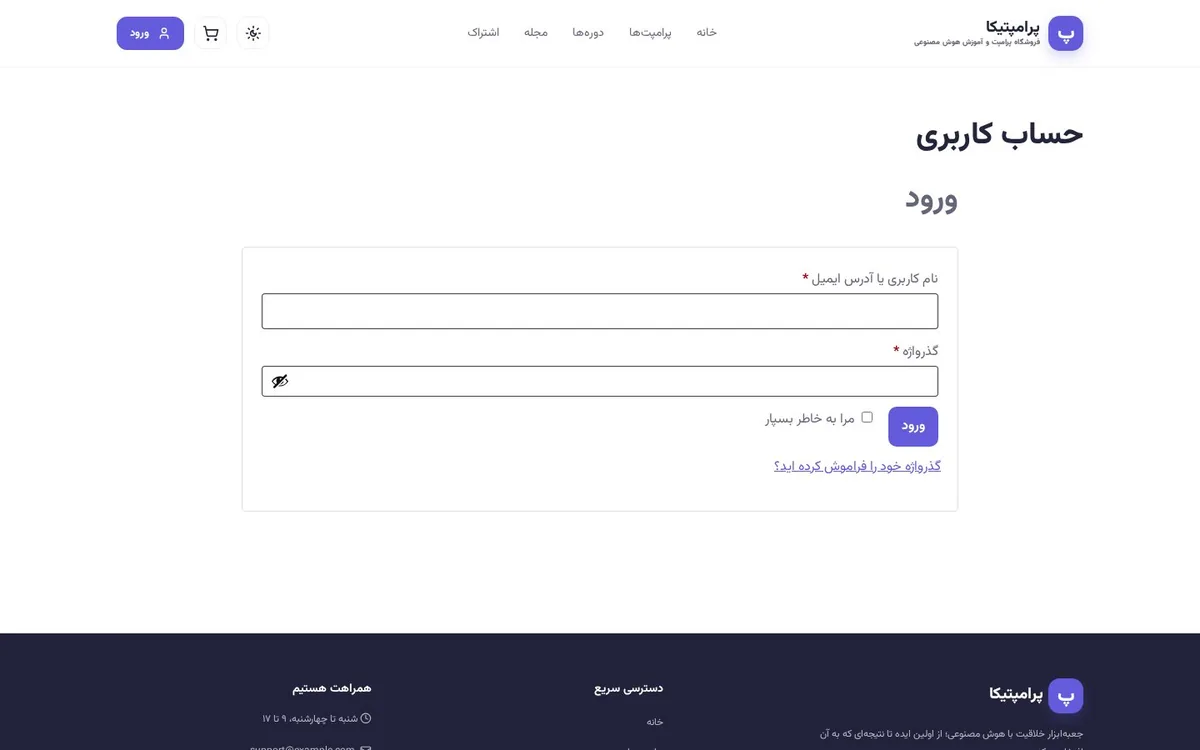 پ
پرامپتیکا
فروشگاه پرامپت و آموزش هوش مصنوعی
خانه
پرامپت‌ها
دوره‌ها
مجله
اشتراک
ورود
حساب کاربری
ورود
نام کاربری یا آدرس ایمیل *
گذرواژه *
ورود
مرا به خاطر بسپار
گذرواژه خود را فراموش کرده اید؟
پ
پرامپتیکا
جعبه‌ابزار خلاقیت با هوش مصنوعی؛ از اولین ایده تا نتیجه‌ای که به آن
دسترسی سریع
خانه
همراهت هستیم
شنبه تا چهارشنبه، ۹ تا ۱۷
support@example.com